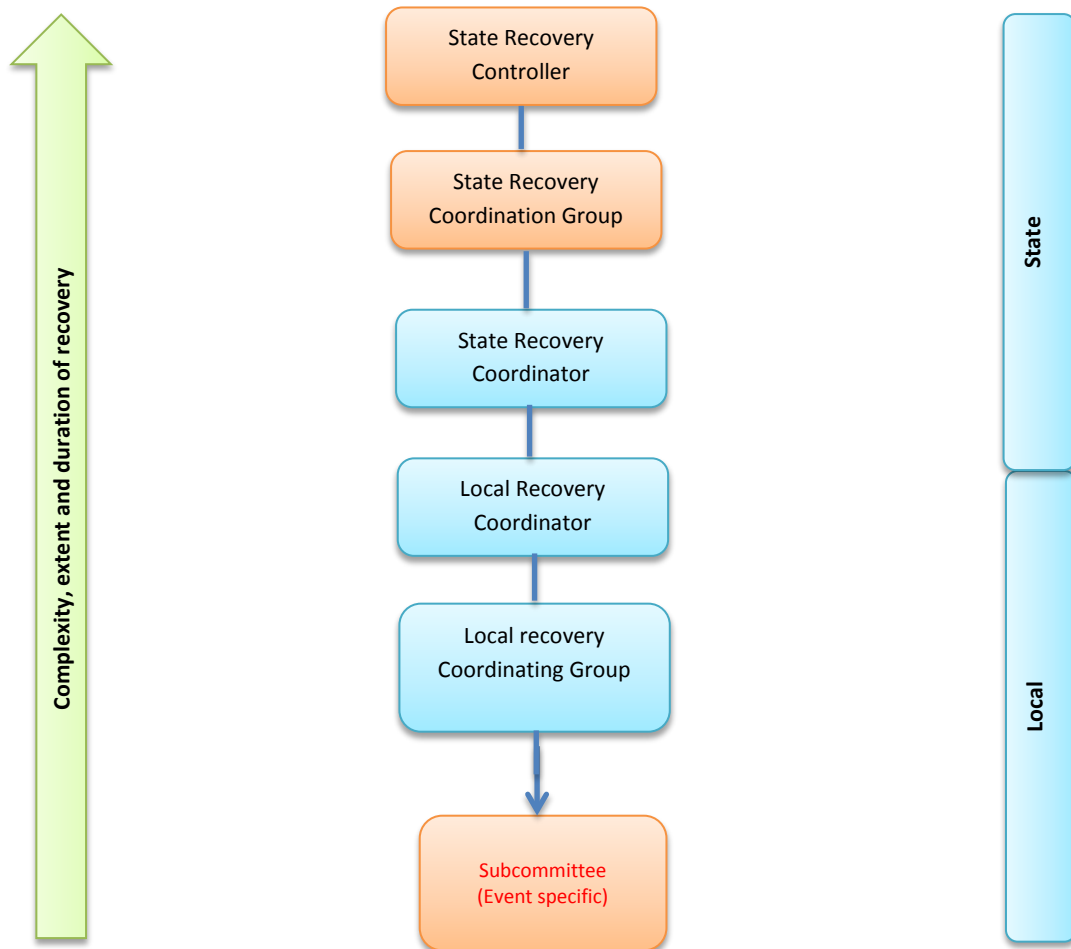 State Recovery
Controller
State Recovery
Coordination Group
State Recovery
Coordinator
Local Recovery
Coordinator
Local recovery
Coordinating Group
Subcommittee
(Event specific)
Complexity, extent and duration of recovery
State
Local